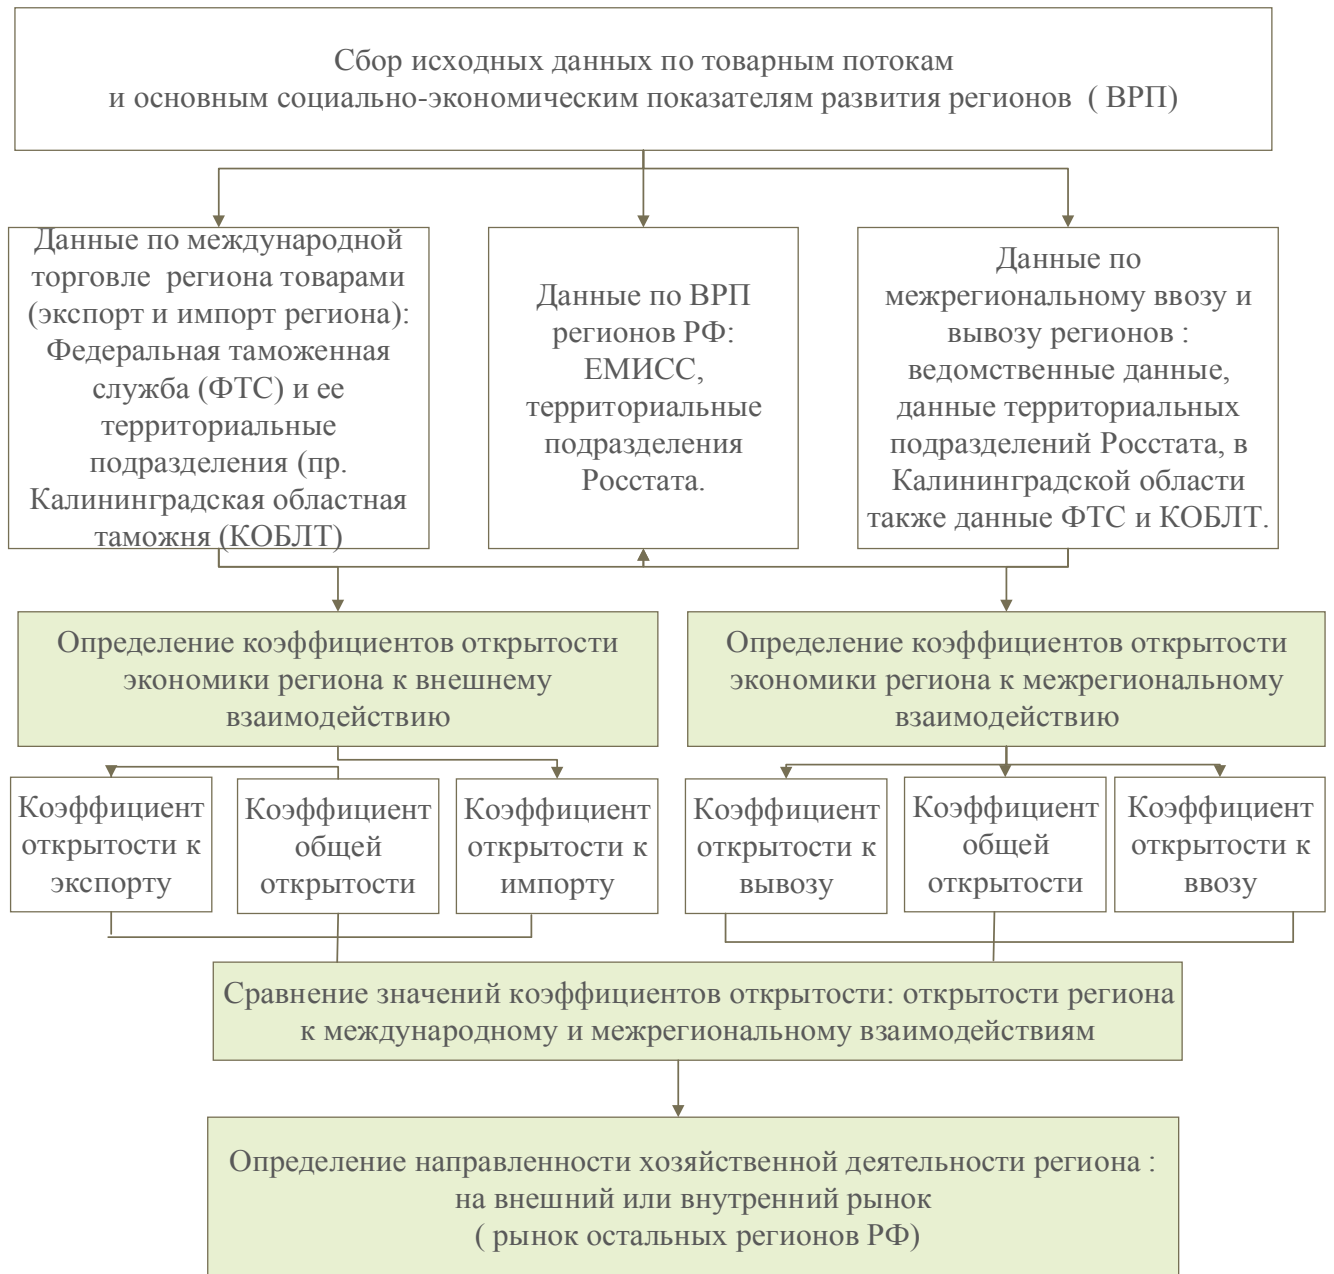 Сбор исходных данных по товарным потокам
и основным социально-экономическим показателям развития регионов ( ВРП)
Данные по международной
торговле региона товарами
(экспорт и импорт региона):
Федеральная таможенная
служба (ФТС) и ее
территориальные
подразделения (пр.
Калининградская областная
таможня (КОБЛТ)
Данные по ВРП
регионов РФ:
ЕМИСС,
территориальные
подразделения
Росстата.
Данные по
межрегиональному ввозу и
вывозу регионов :
ведомственные данные,
данные территориальных
подразделений Росстата, в
Калининградской области
также данные ФТС и КОБЛТ.
Определение коэффициентов открытости
экономики региона к внешнему
взаимодействию
Определение коэффициентов открытости
экономики региона к межрегиональному
взаимодействию
Коэффициент
открытости к
экспорту
Коэффициент
общей
открытости
Коэффициент
открытости к
импорту
Коэффициент
открытости к
вывозу
Коэффициент
общей
открытости
Коэффициент
открытости к
ввозу
Сравнение значений коэффициентов открытости: открытости региона
к международному и межрегиональному взаимодействиям
Определение направленности хозяйственной деятельности региона :
на внешний или внутренний рынок
( рынок остальных регионов РФ)